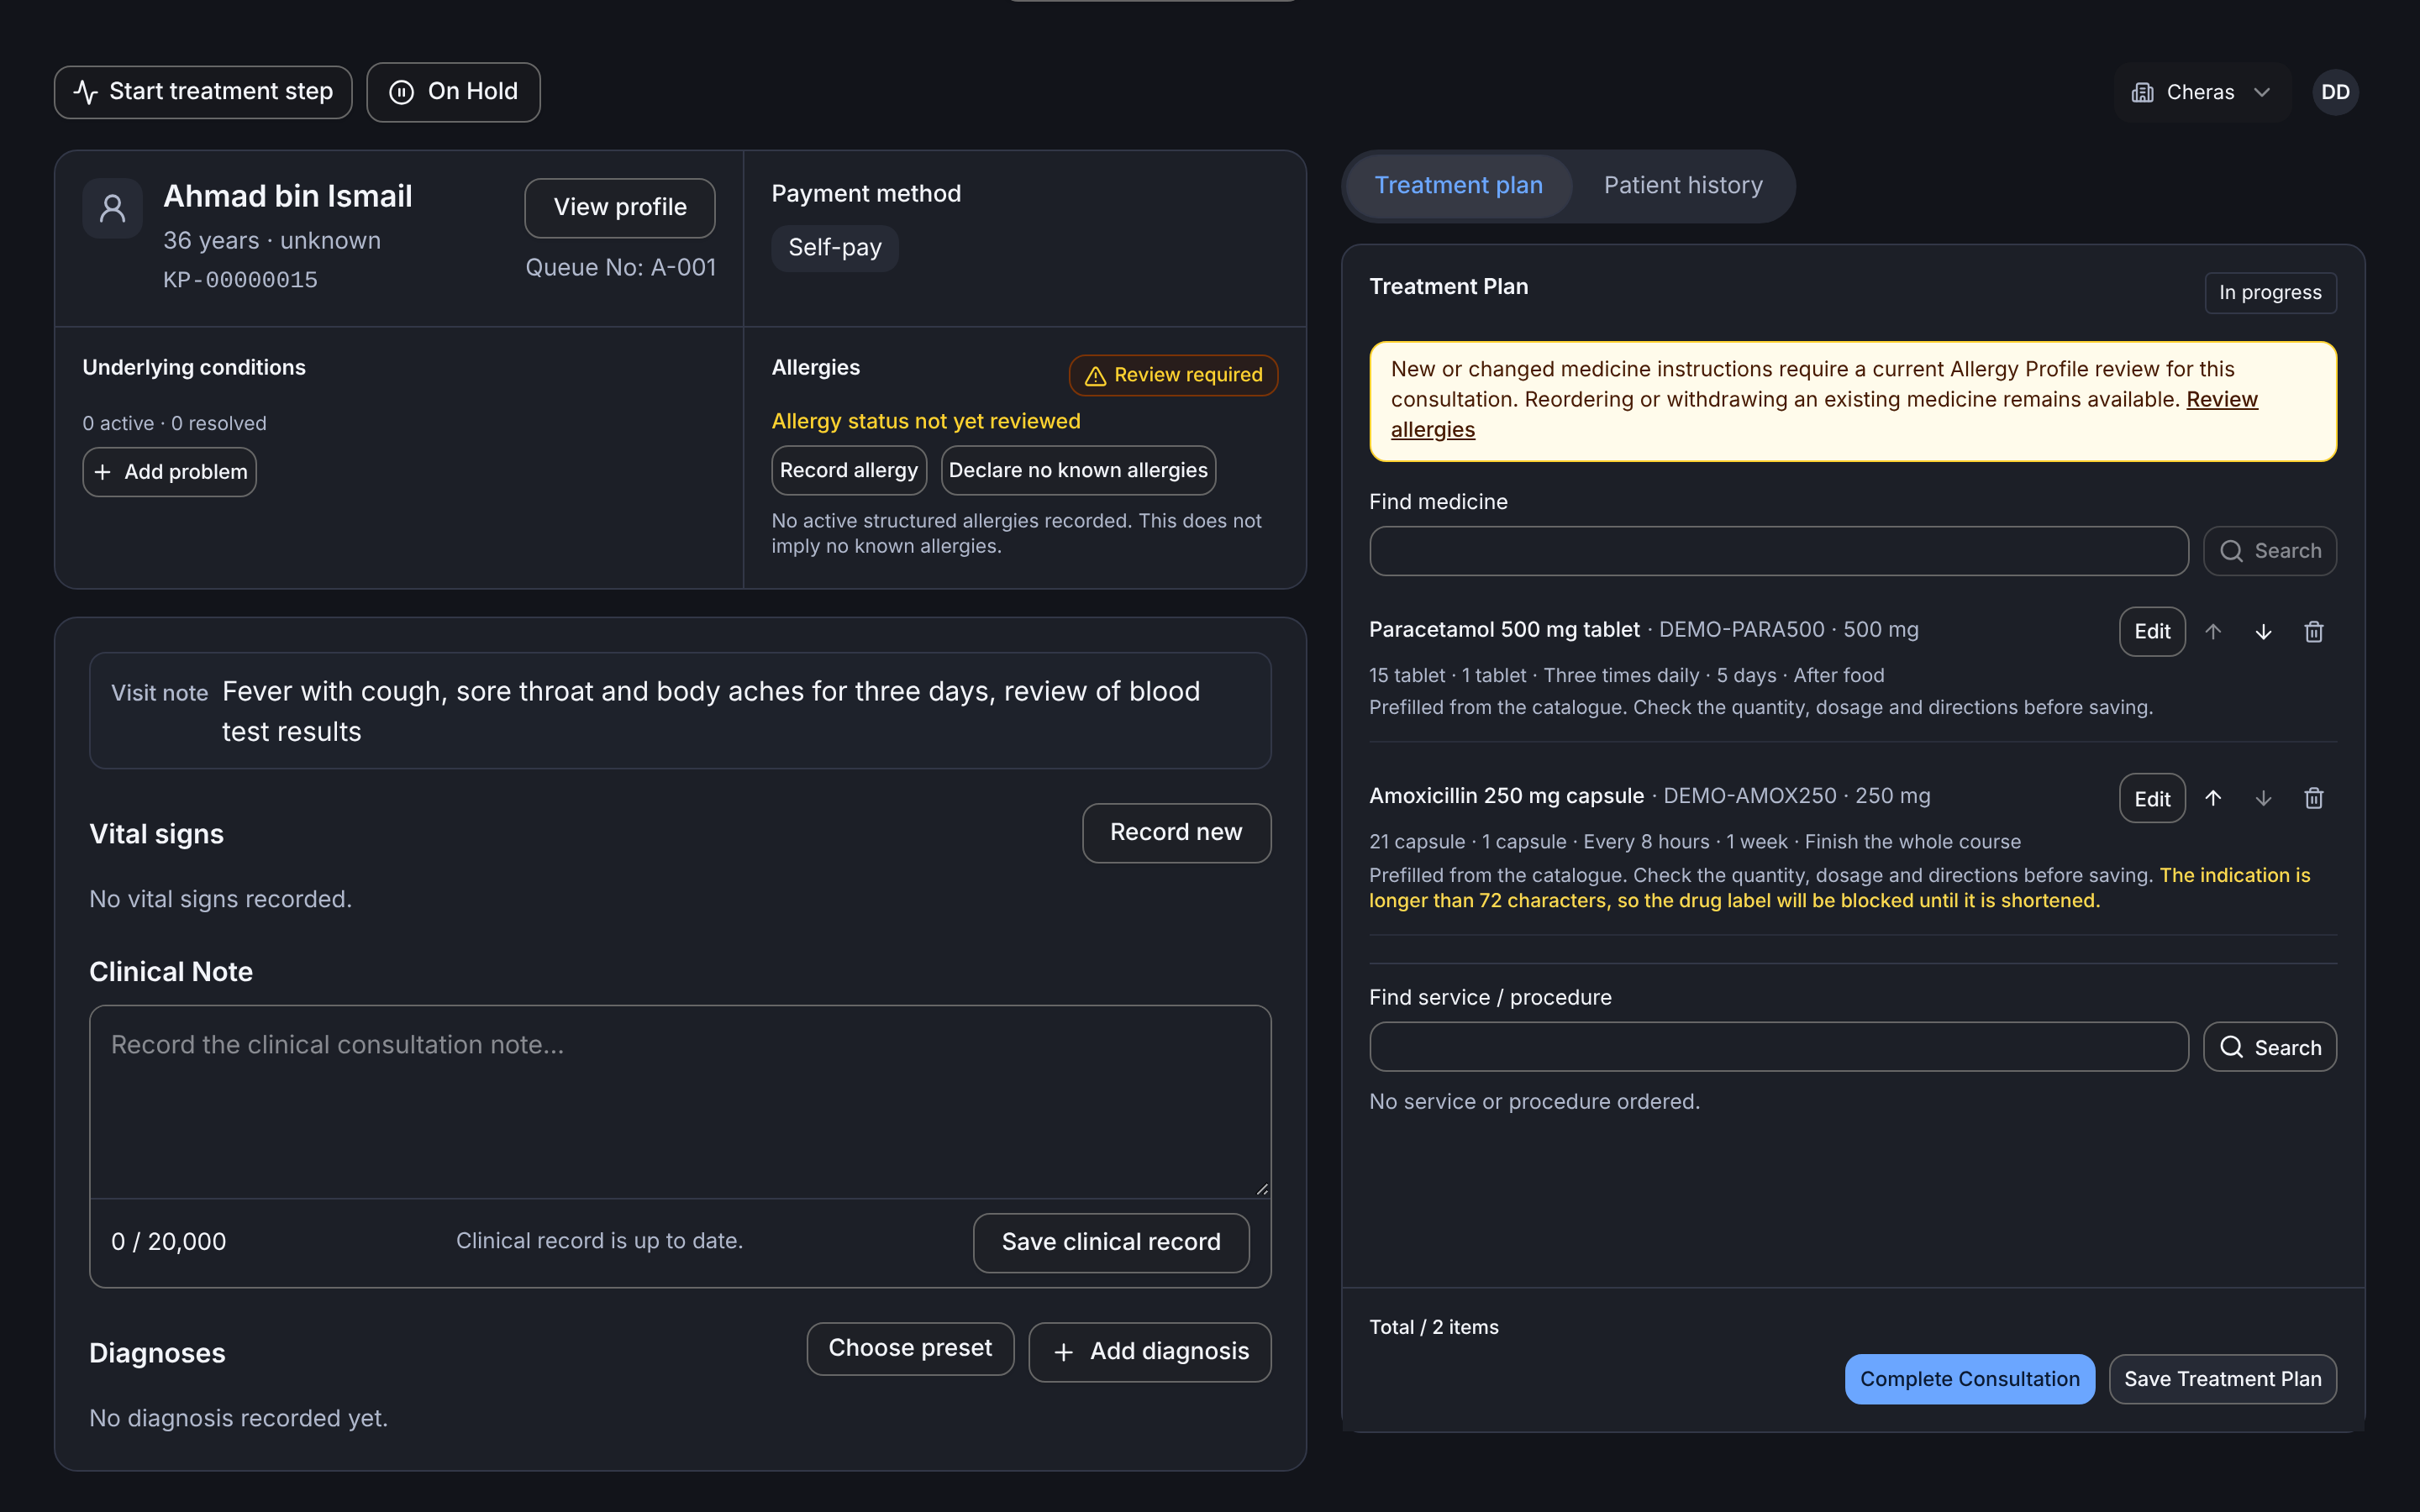 Start treatment step
On Hold
Cheras
DD
Ahmad bin Ismail
36 years · unknown
KP-00000015
View profile
Queue No: A-001
Payment method
Self-pay
Underlying conditions
0 active · 0 resolved
Add problem
Allergies
Review required
Allergy status not yet reviewed
Record allergy
Declare no known allergies
No active structured allergies recorded. This does not
imply no known allergies.
Visit note
Fever with cough, sore throat and body aches for three days, review of blood
test results
Vital signs
Record new
No vital signs recorded.
Clinical Note
Record the clinical consultation note...
0 / 20,000
Clinical record is up to date.
Save clinical record
Diagnoses
Choose preset
Add diagnosis
No diagnosis recorded yet.
Treatment plan
Patient history
Treatment Plan
In progress
New or changed medicine instructions require a current Allergy Profile review for this
consultation. Reordering or withdrawing an existing medicine remains available. Review
allergies
Find medicine
Search
Paracetamol 500 mg tablet · DEMO-PARA500 · 500 mg
Edit
15 tablet · 1 tablet · Three times daily · 5 days · After food
Prefilled from the catalogue. Check the quantity, dosage and directions before saving.
Amoxicillin 250 mg capsule · DEMO-AMOX250 · 250 mg
Edit
21 capsule · 1 capsule · Every 8 hours · 1 week · Finish the whole course
Prefilled from the catalogue. Check the quantity, dosage and directions before saving. The indication is
longer than 72 characters, so the drug label will be blocked until it is shortened.
Find service / procedure
Search
No service or procedure ordered.
Total / 2 items
Complete Consultation
Save Treatment Plan